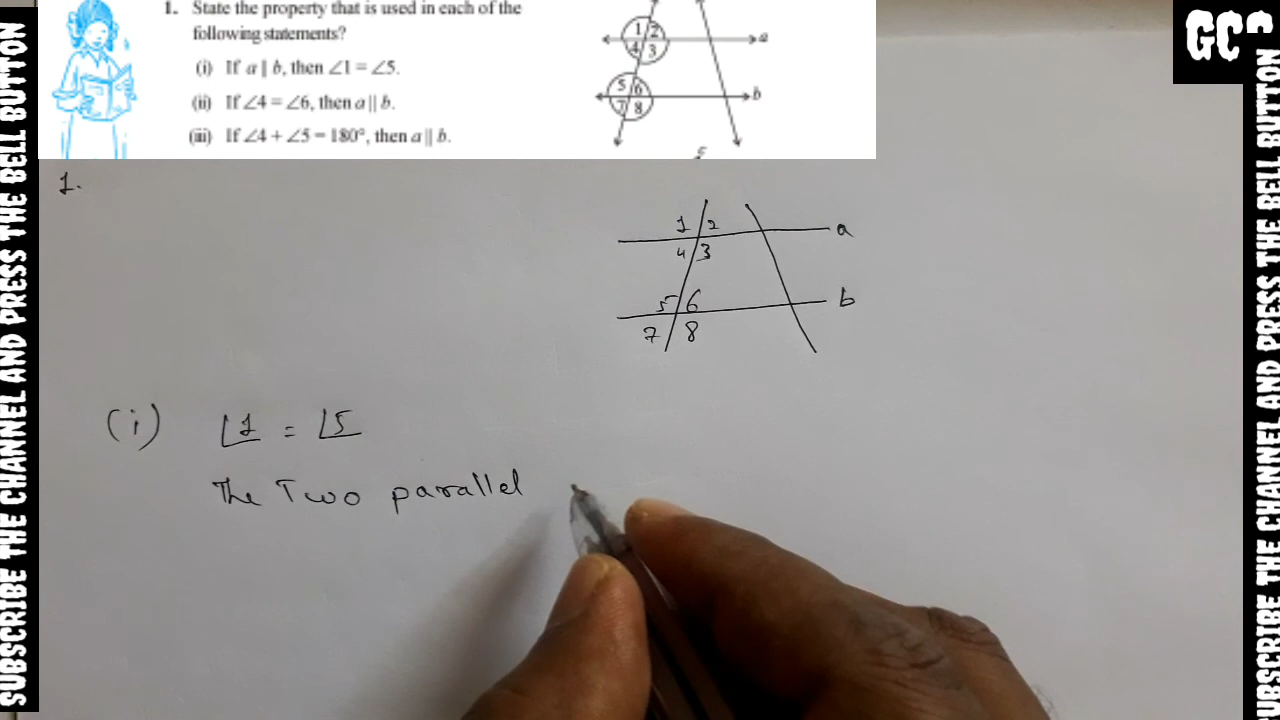 1. State the property that is used in each of the
following statements?
(i) If a || b, then ∠1 = ∠5.
(ii) If ∠4 = ∠6, then a || b.
(iii) If ∠4 + ∠5 = 180°, then a || b.
1 2
4 3
a
5 6
7 8
b
1.
1 2
a
4 3
5 6
b
7 8
(i) ∠1 = ∠5
The Two parallel
SUBSCRIBE THE CHANNEL AND PRESS THE BELL BUTTON
SUBSCRIBE THE CHANNEL AND PRESS THE BELL BUTTON